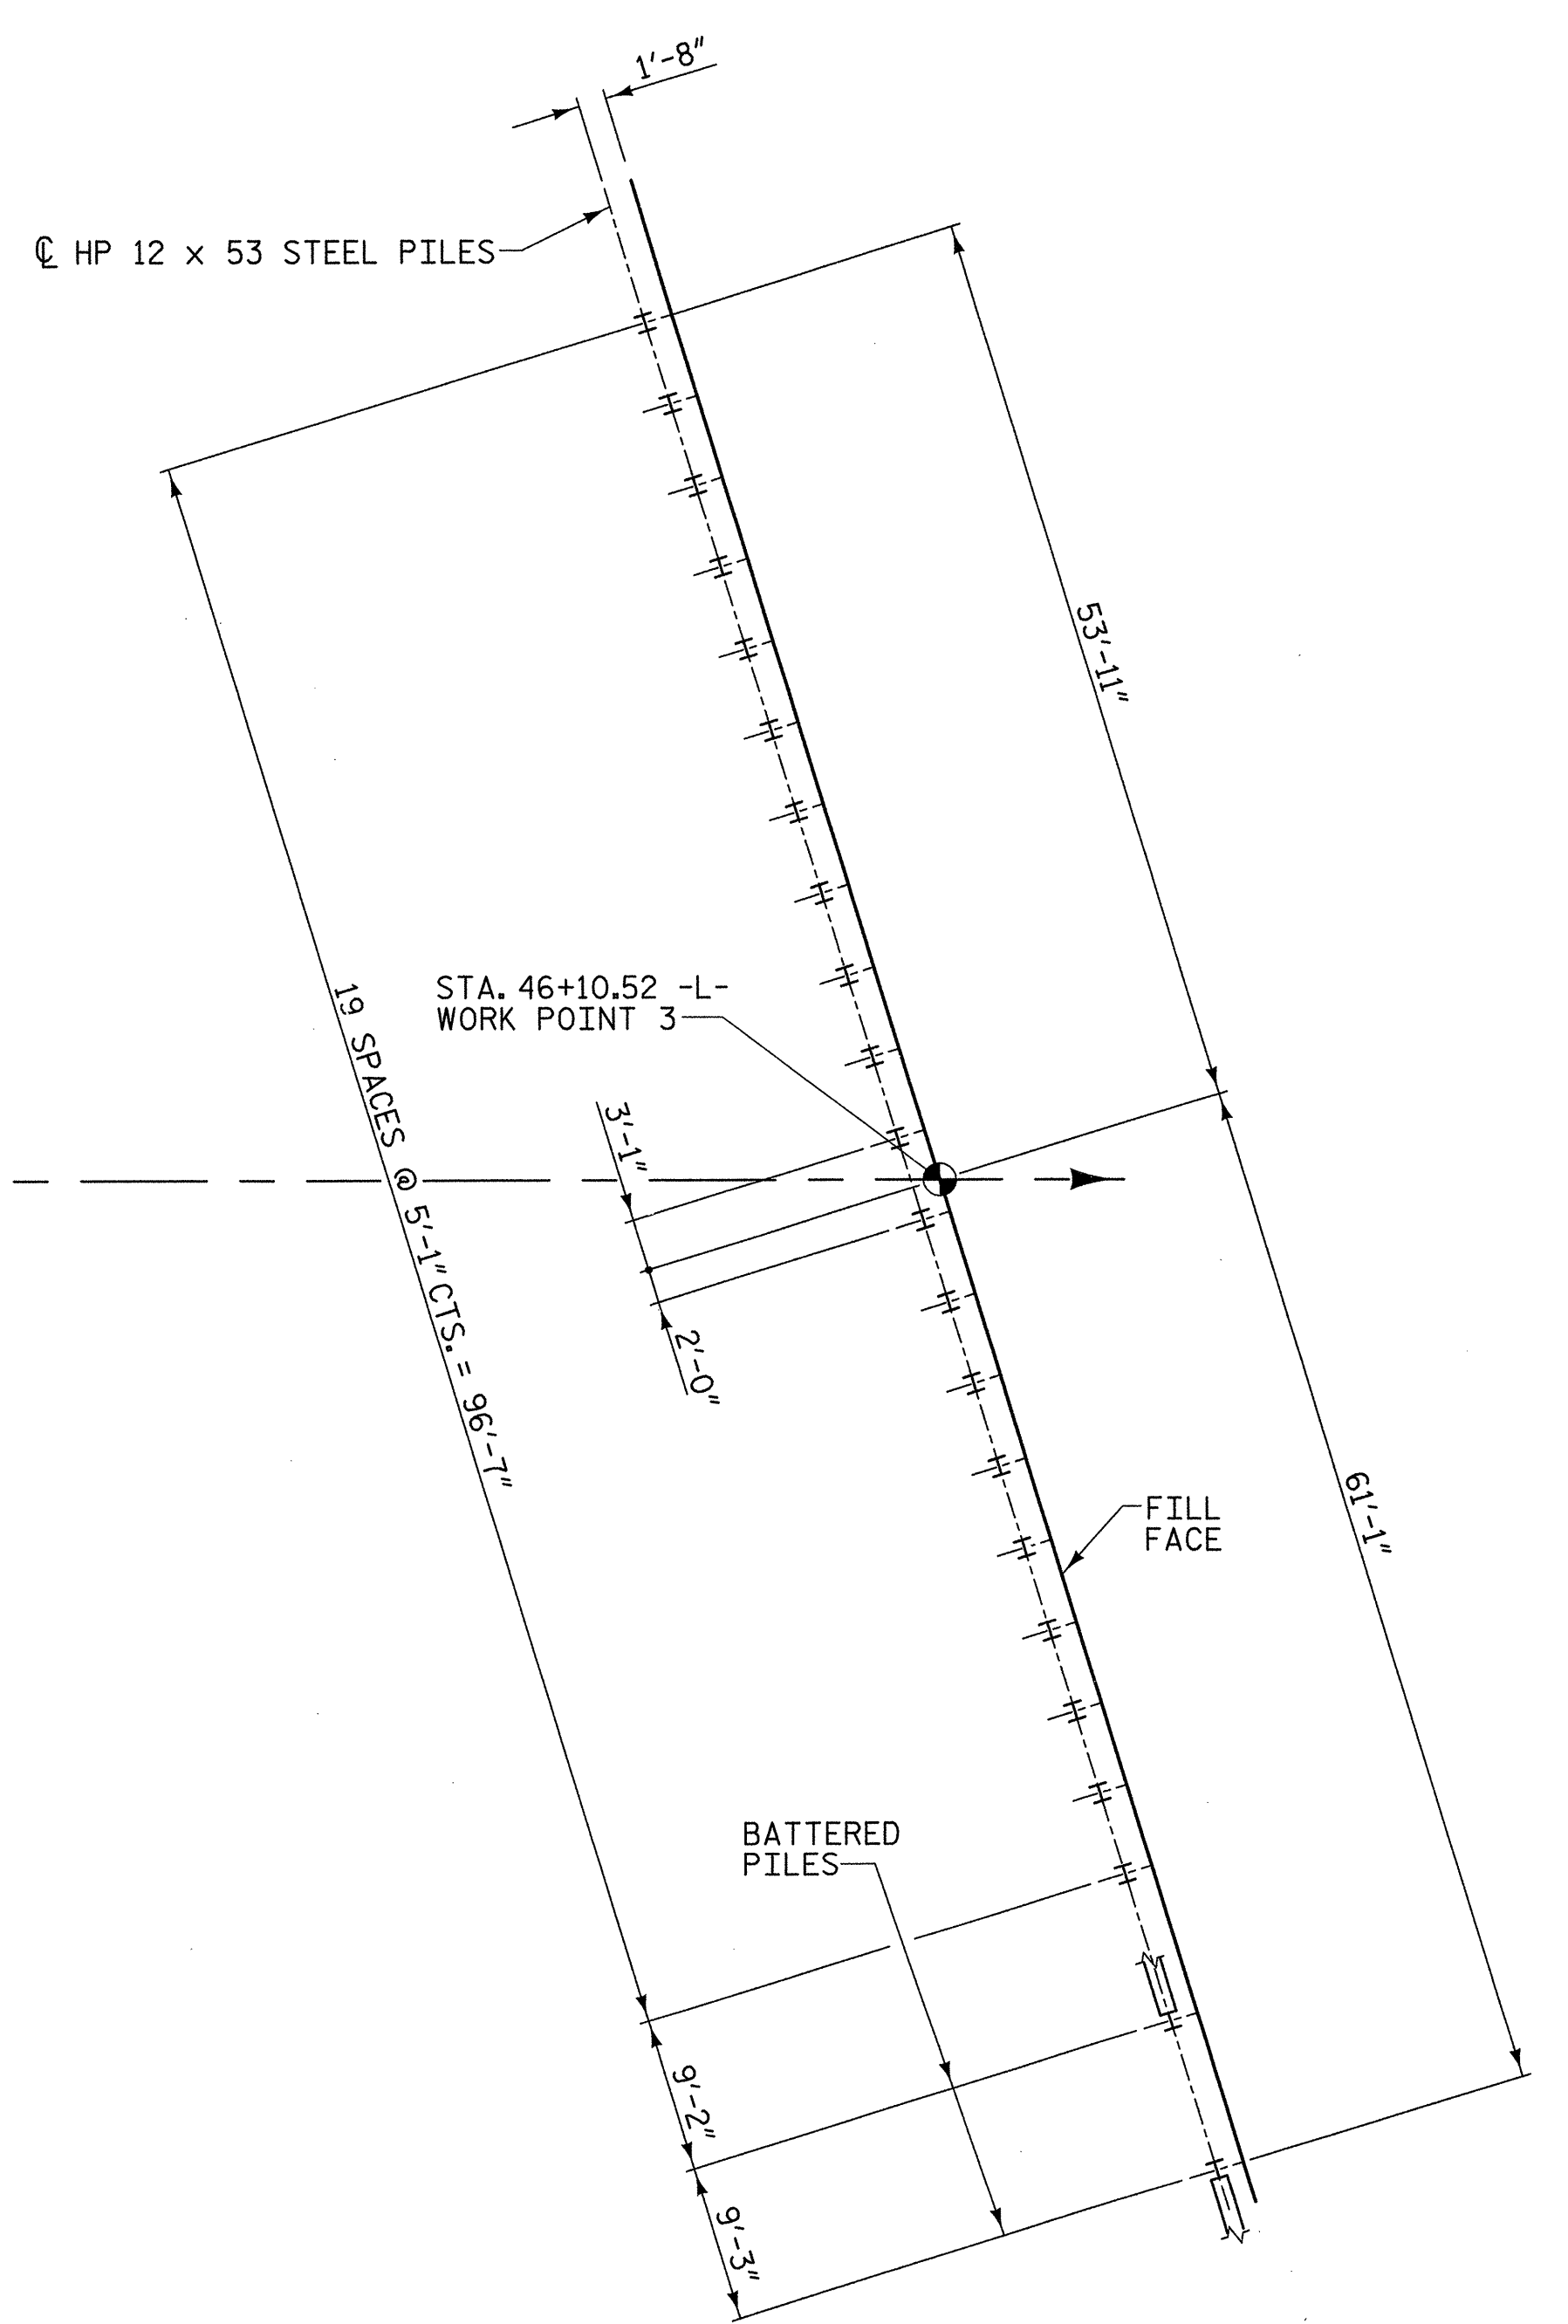 1'-8"
℄ HP 12 x 53 STEEL PILES
53'-11"
STA. 46+10.52 -L-
WORK POINT 3
19 SPACES @ 5'-1" CTS. = 96'-7"
3'-1"
2'-0"
61'-1"
FILL
FACE
BATTERED
PILES
9'-2"
9'-3"